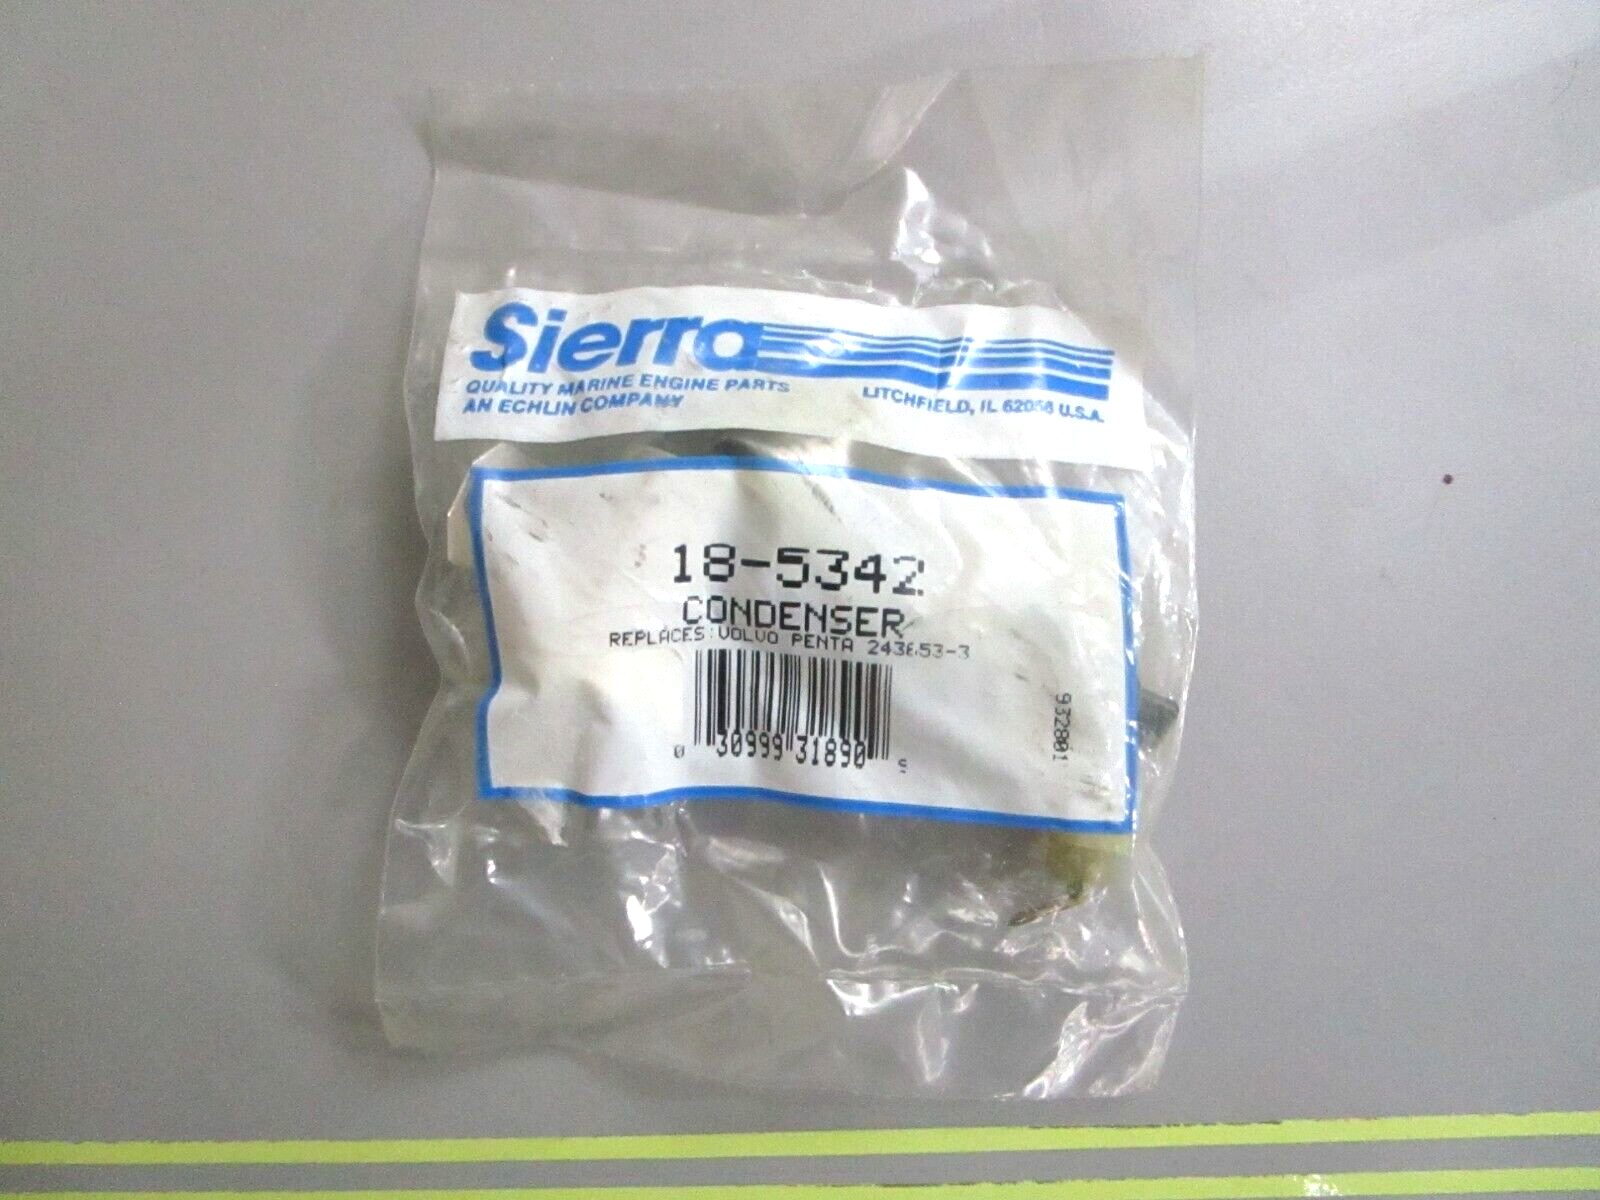 Sierra
QUALITY MARINE ENGINE PARTS
AN ECHLIN COMPANY
LITCHFIELD, IL 62056 U.S.A.
18-5342
CONDENSER
REPLACES: VOLVO PENTA 243653-3
0 30999 31890
932801